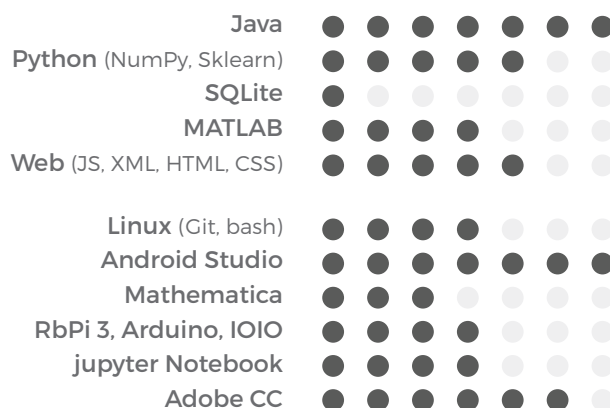 Java
Python (NumPy, Sklearn)
SQLite
MATLAB
Web (JS, XML, HTML, CSS)
Linux (Git, bash)
Android Studio
Mathematica
RbPi 3, Arduino, IOIO
jupyter Notebook
Adobe CC